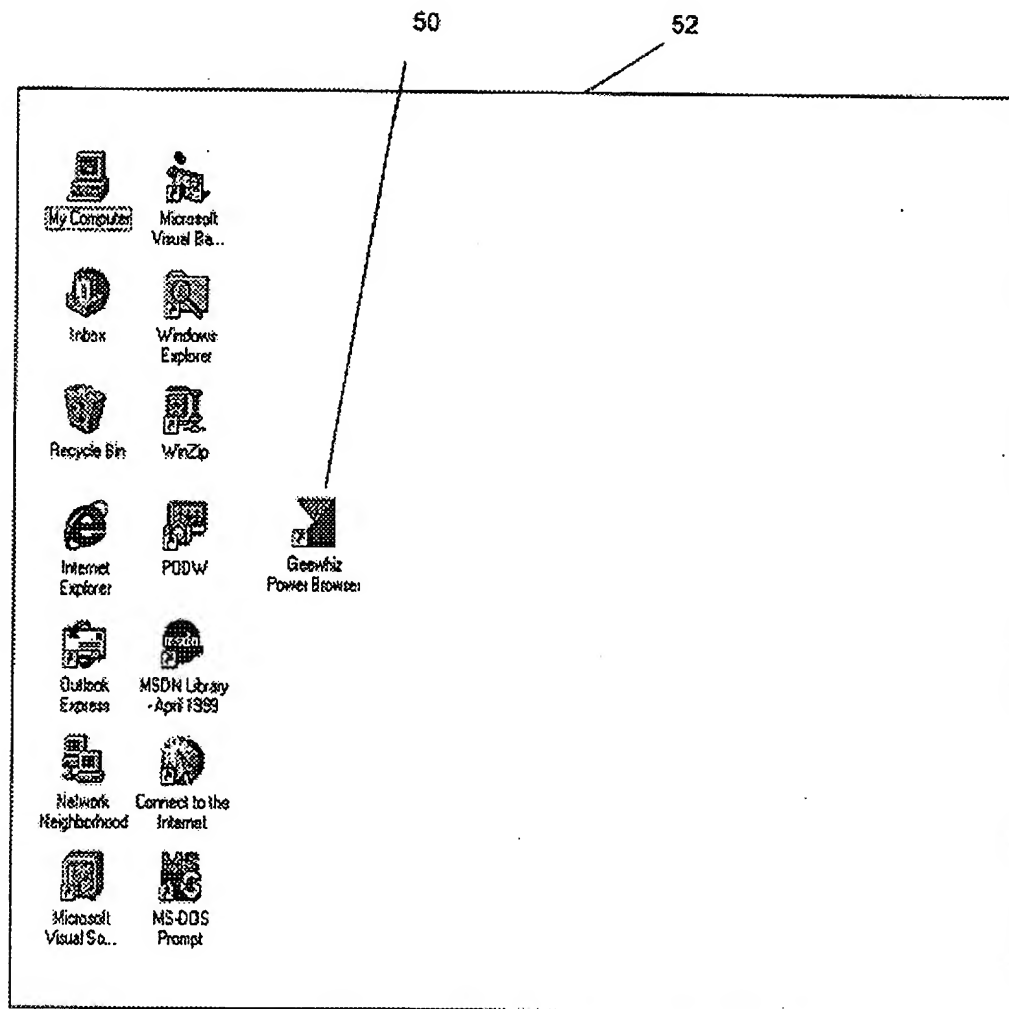 50
52
My Computer
Microsoft
Visual Ba...
Inbox
Windows
Explorer
Recycle Bin
WinZip
Internet
Explorer
PDDW
Geewhiz
Power Browser
Outlook
Express
MSDN Library
- April 1999
Network
Neighborhood
Connect to the
Internet
Microsoft
Visual So...
MS-DOS
Prompt